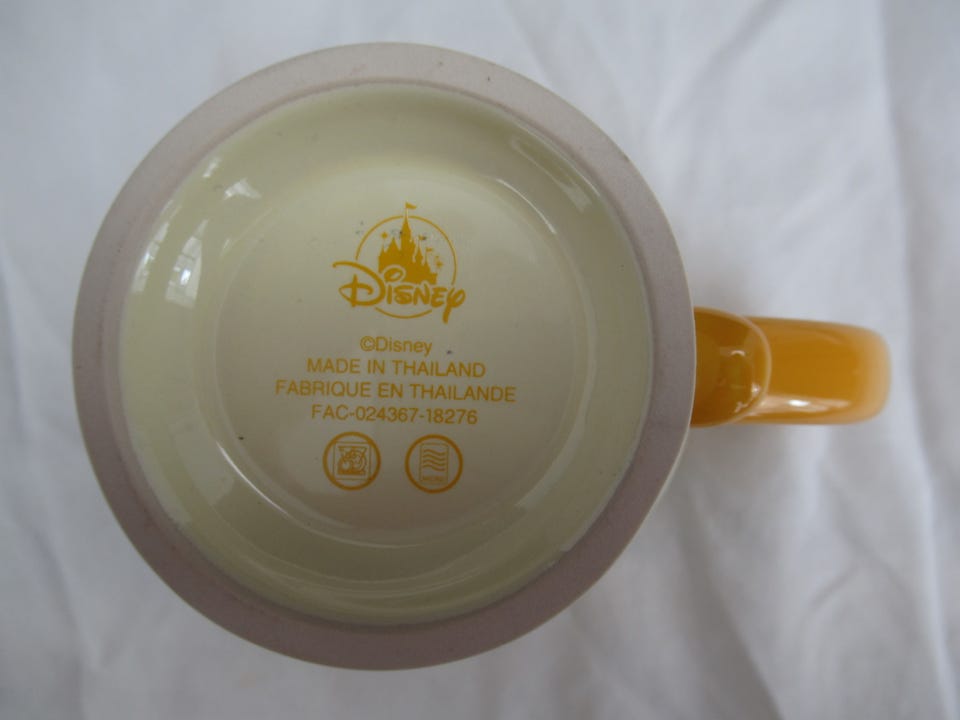 Disney
©Disney
MADE IN THAILAND
FABRIQUE EN THAILANDE
FAC-024367-18276